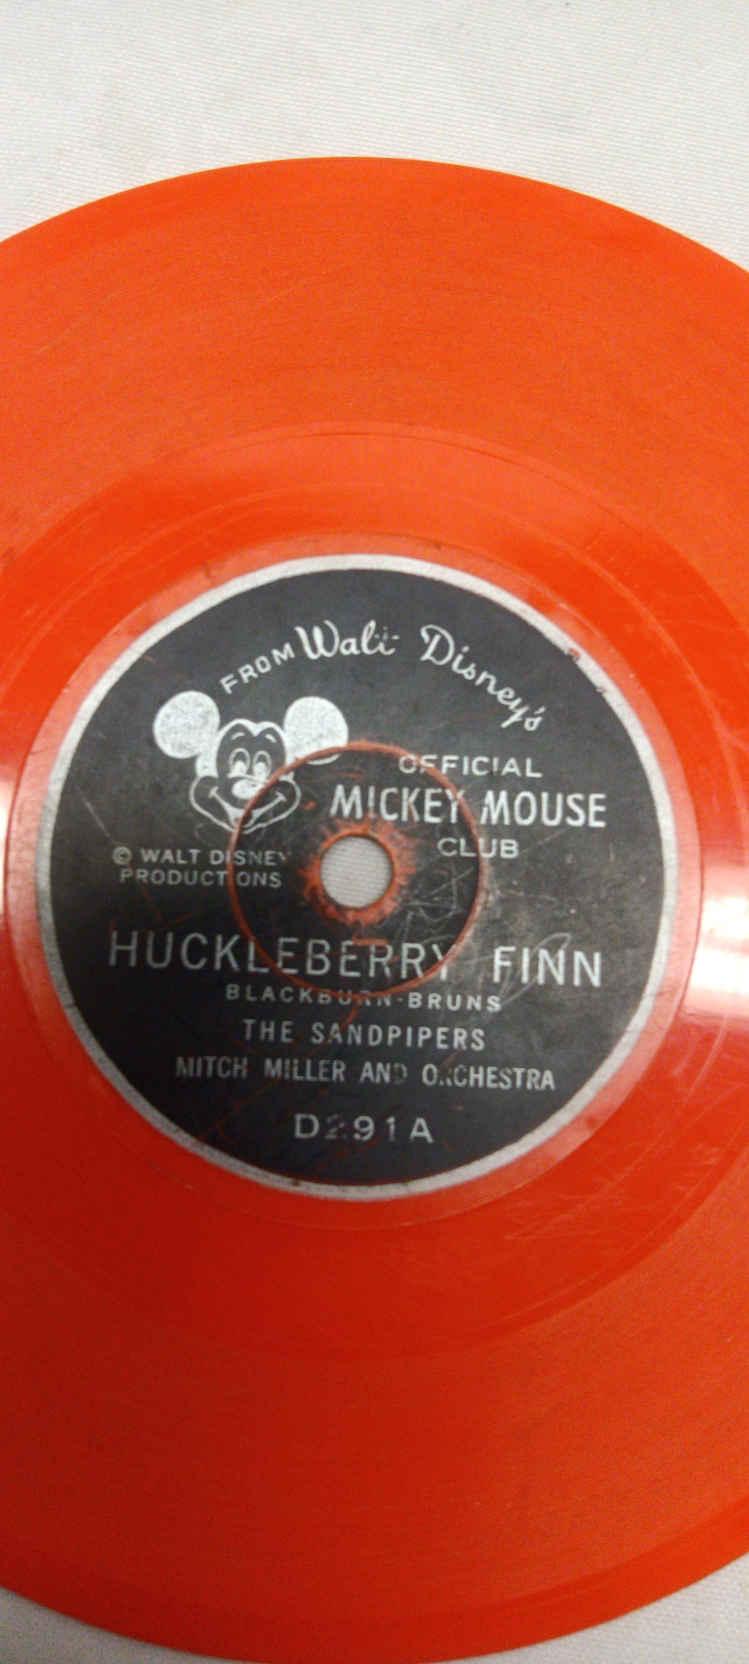 FROM Walt Disney's
OFFICIAL
MICKEY MOUSE
CLUB
© WALT DISNEY
PRODUCTIONS
HUCKLEBERRY FINN
BLACKBURN-BRUNS
THE SANDPIPERS
MITCH MILLER AND ORCHESTRA
D291A